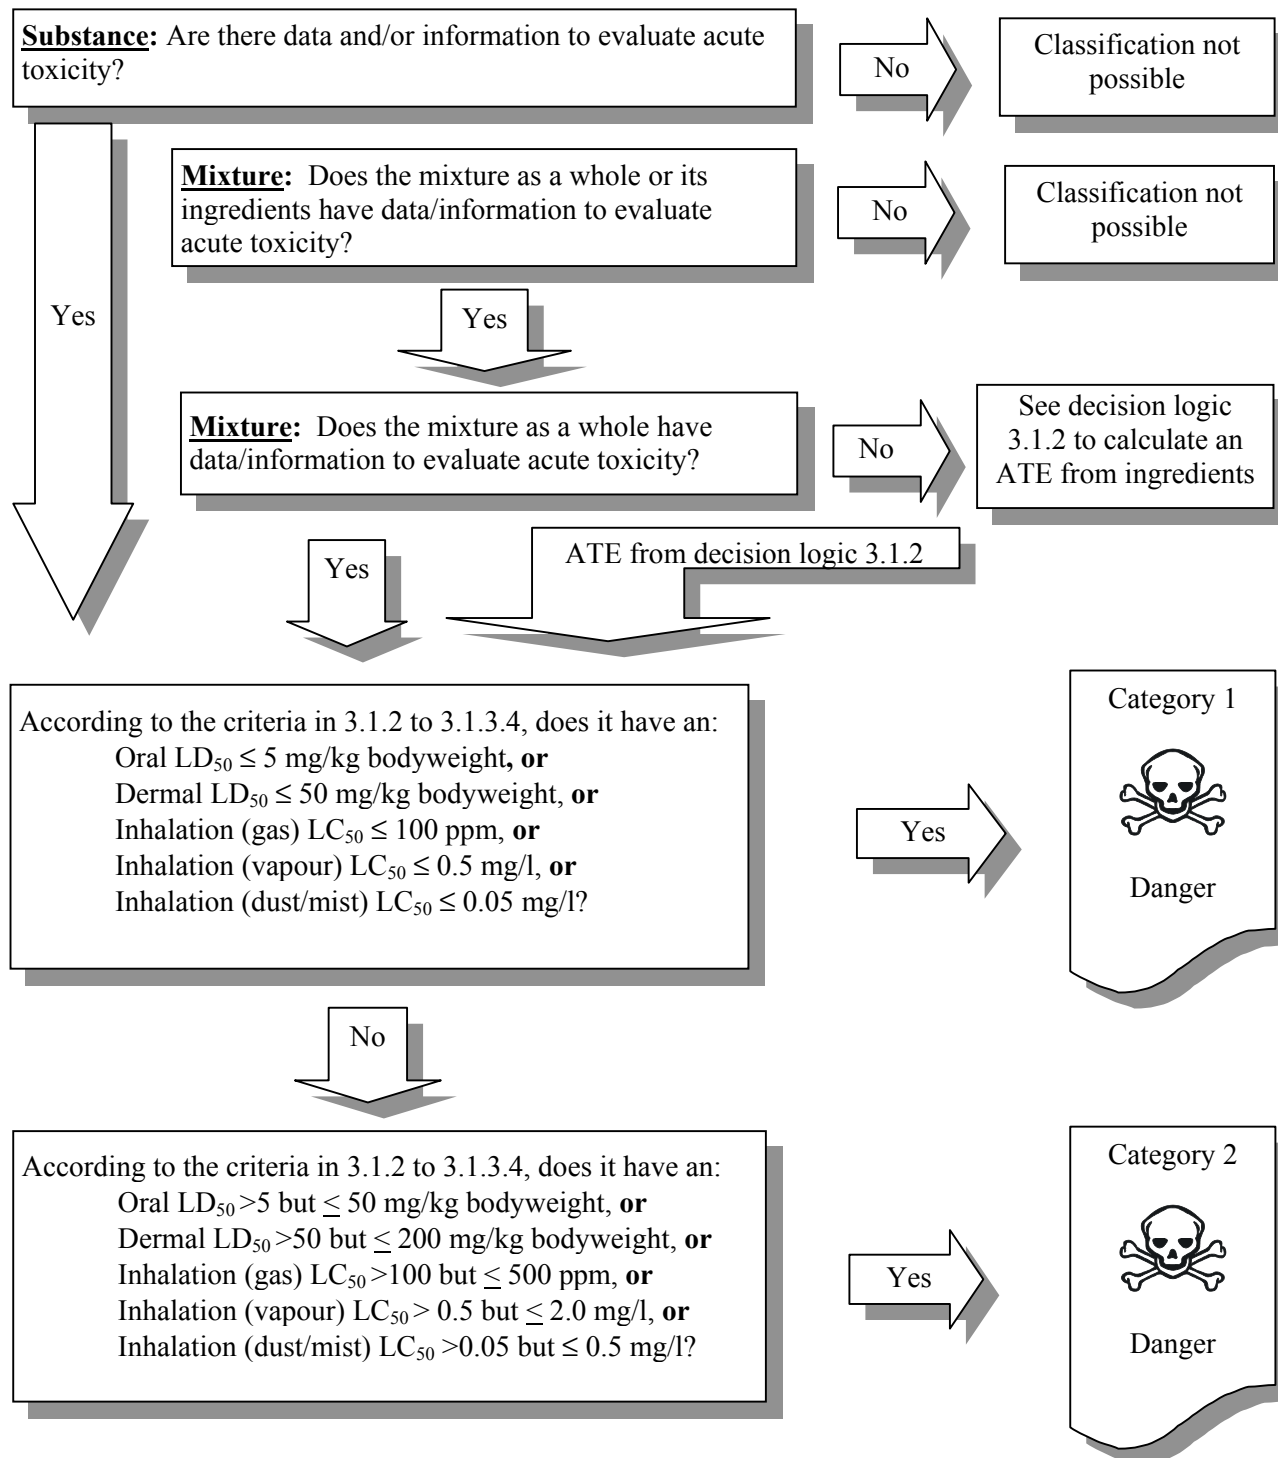 Substance: Are there data and/or information to evaluate acute
toxicity?
No
Classification not
possible
Mixture: Does the mixture as a whole or its
ingredients have data/information to evaluate
acute toxicity?
No
Classification not
possible
Yes
Yes
Mixture: Does the mixture as a whole have
data/information to evaluate acute toxicity?
No
See decision logic
3.1.2 to calculate an
ATE from ingredients
Yes
ATE from decision logic 3.1.2
According to the criteria in 3.1.2 to 3.1.3.4, does it have an:
Oral LD50 ≤ 5 mg/kg bodyweight, or
Dermal LD50 ≤ 50 mg/kg bodyweight, or
Inhalation (gas) LC50 ≤ 100 ppm, or
Inhalation (vapour) LC50 ≤ 0.5 mg/l, or
Inhalation (dust/mist) LC50 ≤ 0.05 mg/l?
Yes
Category 1
Danger
No
According to the criteria in 3.1.2 to 3.1.3.4, does it have an:
Oral LD50 >5 but ≤ 50 mg/kg bodyweight, or
Dermal LD50 >50 but ≤ 200 mg/kg bodyweight, or
Inhalation (gas) LC50 >100 but ≤ 500 ppm, or
Inhalation (vapour) LC50 > 0.5 but ≤ 2.0 mg/l, or
Inhalation (dust/mist) LC50 >0.05 but ≤ 0.5 mg/l?
Yes
Category 2
Danger